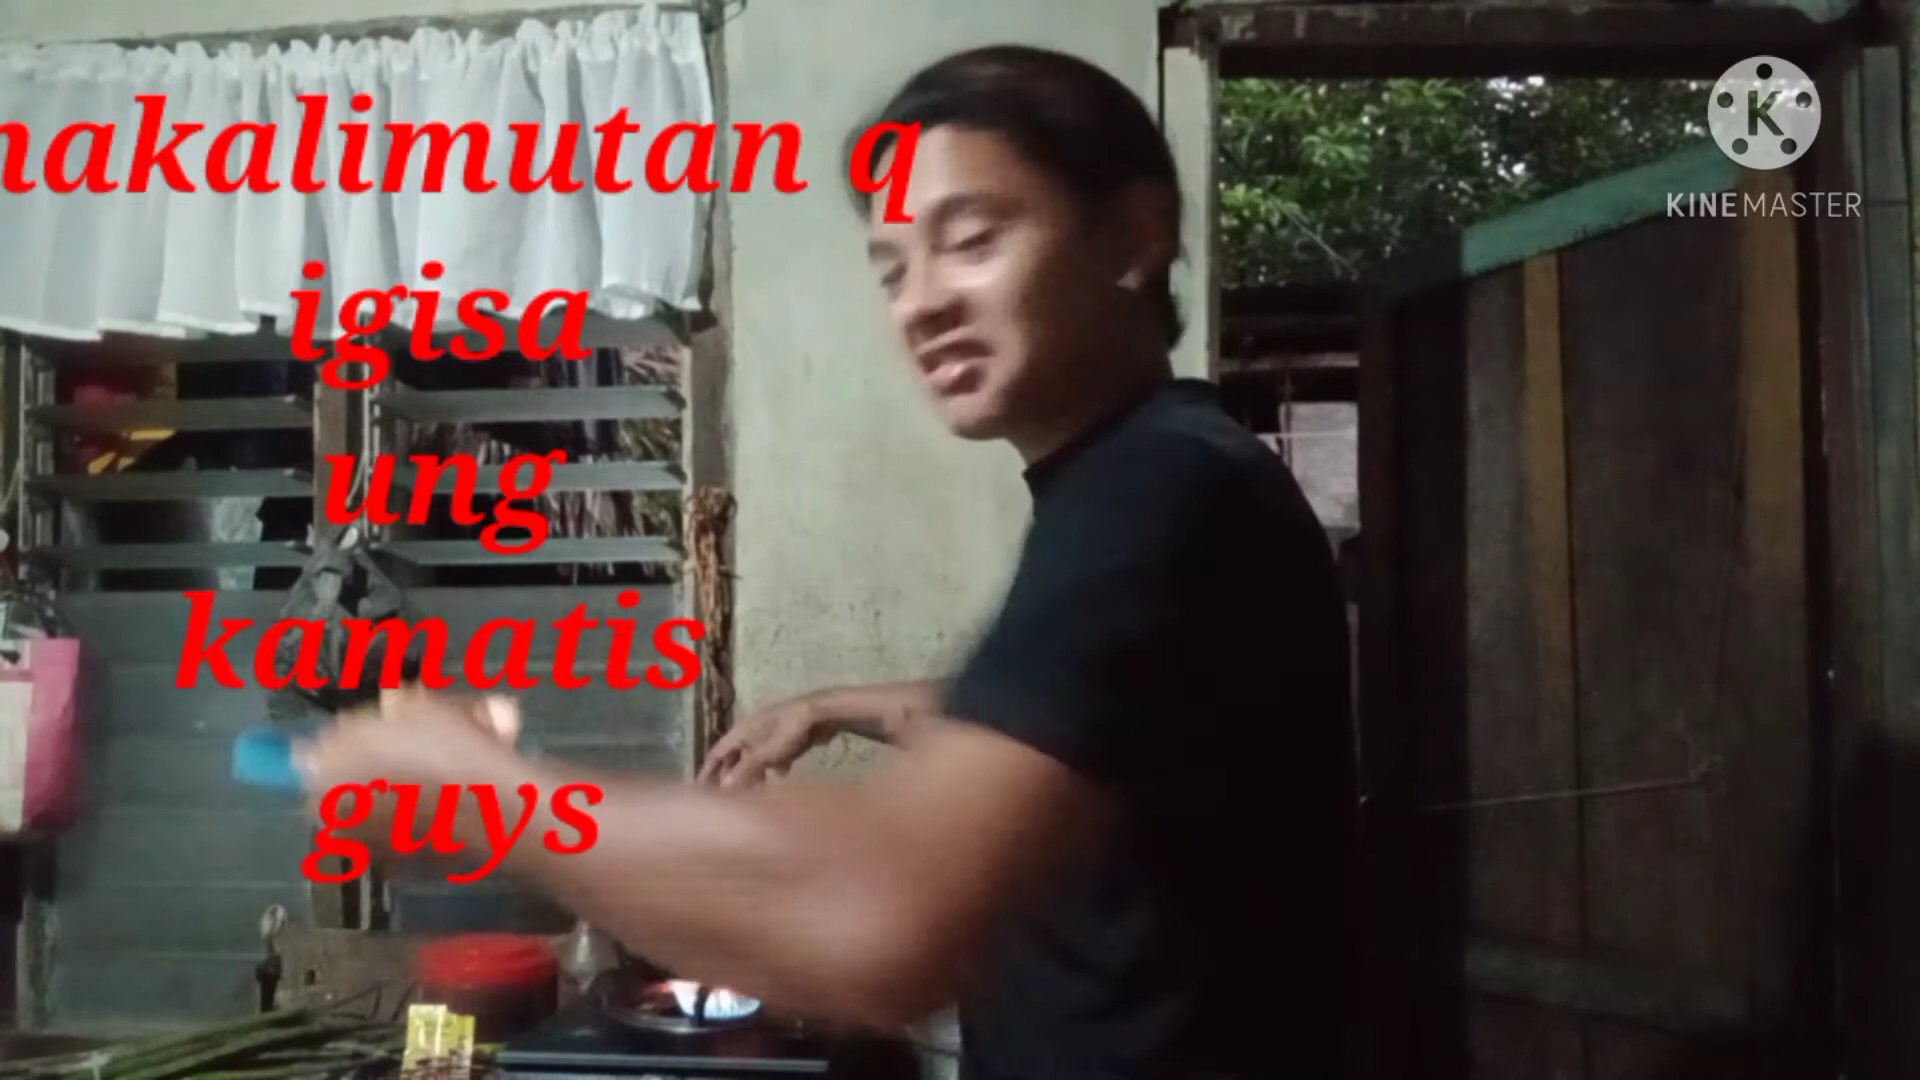 nakalimutan q
igisa
ung
kamatis
guys
K
KINEMASTER